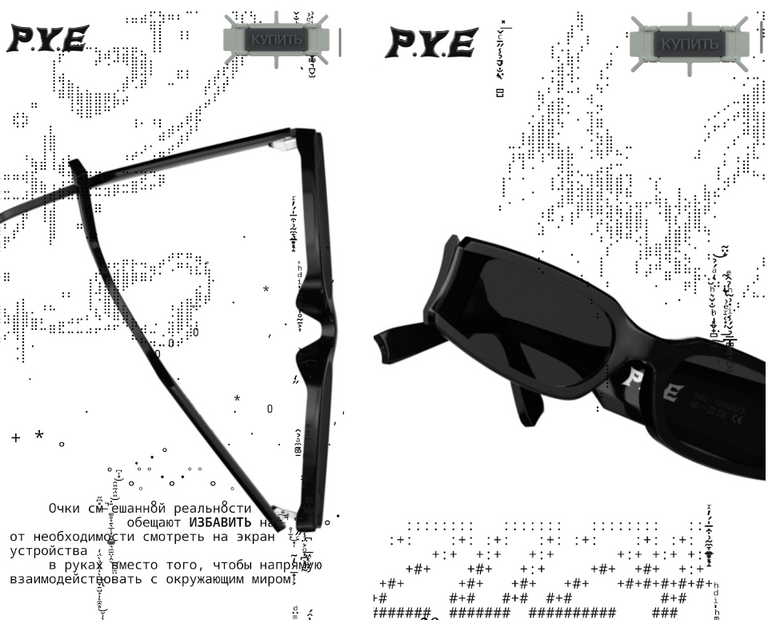 P.Y.E
КУПИТЬ
Очки смешанной реальности
обещают ИЗБАВИТЬ на
от необходимости смотреть на экран
устройства
в руках вместо того, чтобы напрямую
взаимодействовать с окружающим миром.
P.Y.E
КУПИТЬ
P. E